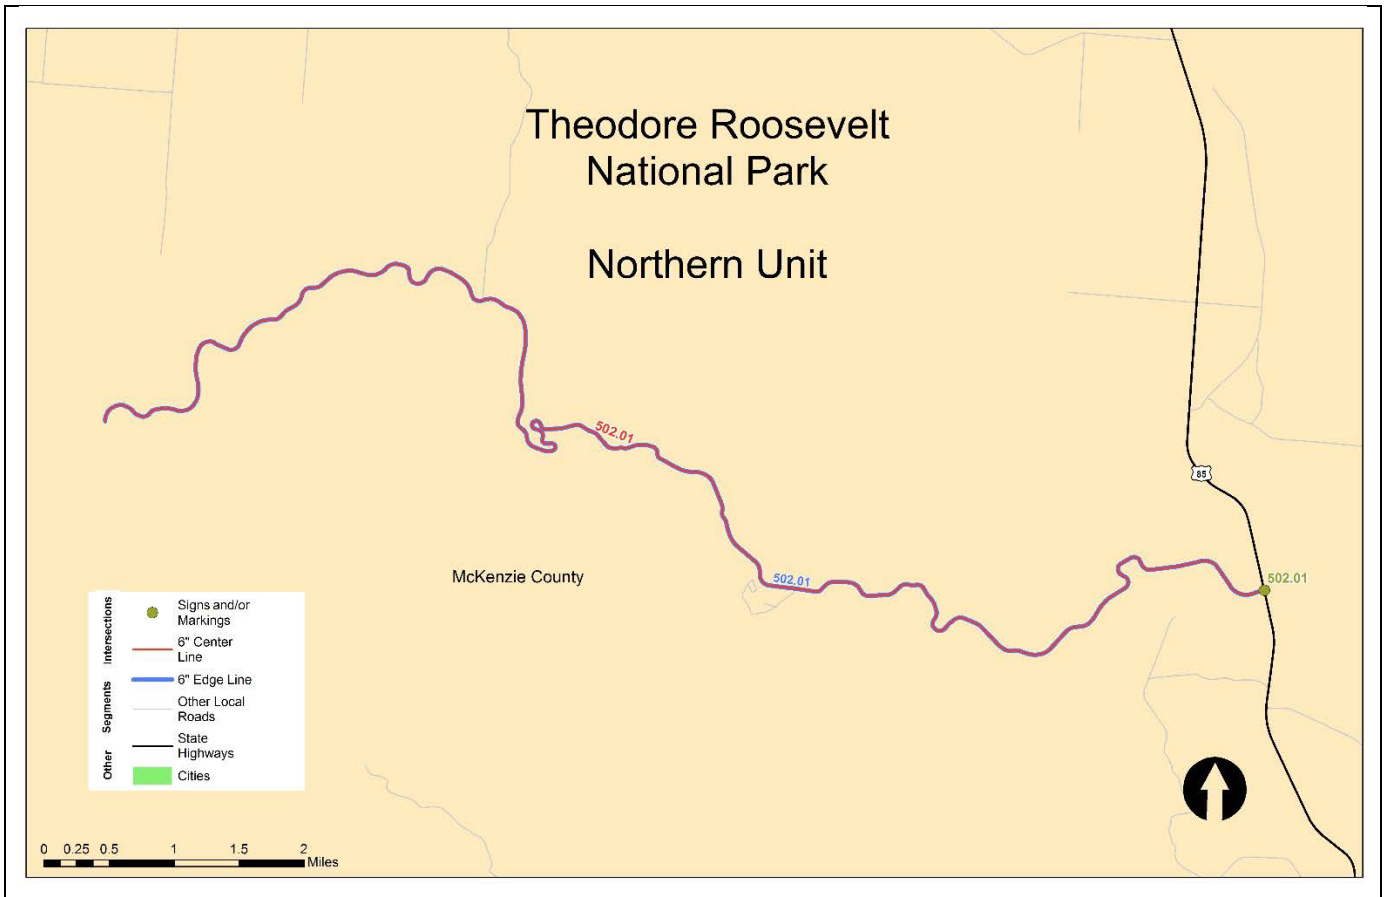 Theodore Roosevelt
National Park
Northern Unit
502.01
85
McKenzie County
502.01
502.01
Intersections
Signs and/or
Markings
6" Center
Line
Segments
6" Edge Line
Other Local
Roads
Other
State
Highways
Cities
0 0.25 0.5 1 1.5 2
Miles